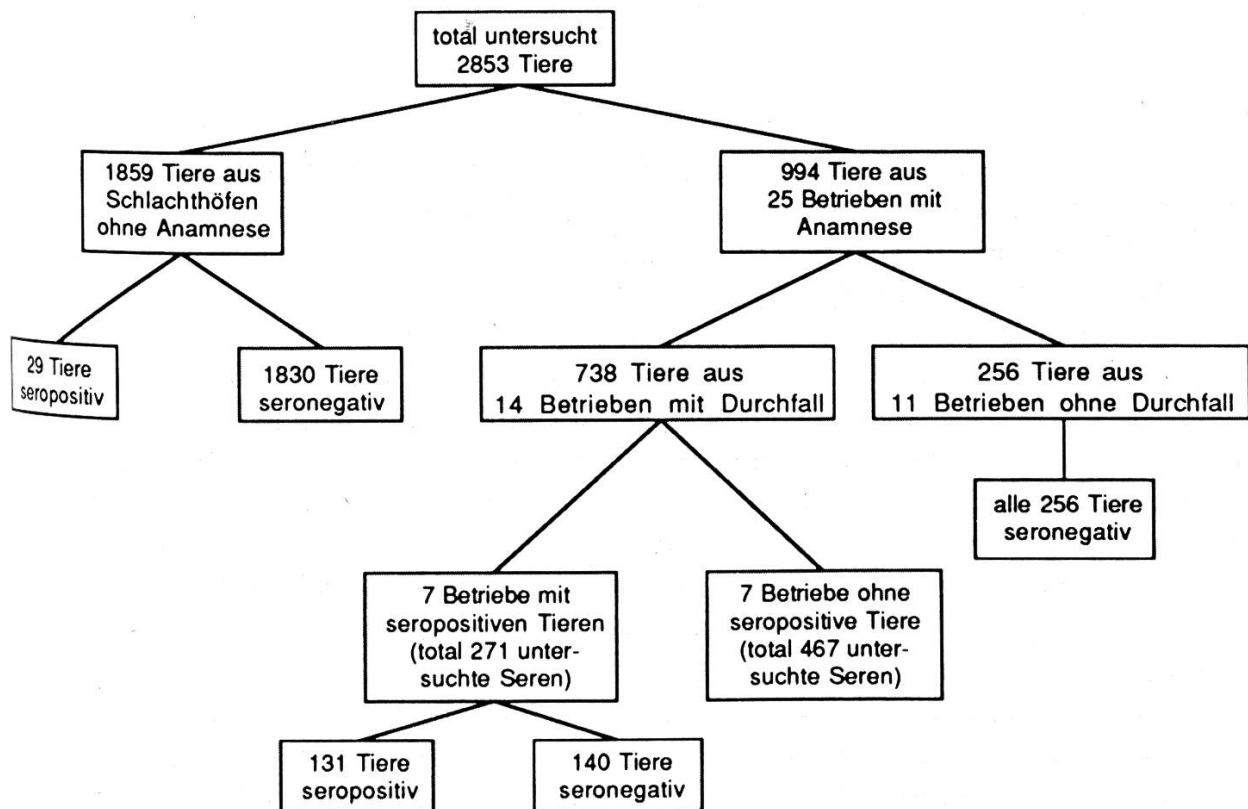 total untersucht
2853 Tiere
1859 Tiere aus
Schlachthöfen
ohne Anamnese
994 Tiere aus
25 Betrieben mit
Anamnese
29 Tiere
seropositiv
1830 Tiere
seronegativ
738 Tiere aus
14 Betrieben mit Durchfall
256 Tiere aus
11 Betrieben ohne Durchfall
alle 256 Tiere
seronegativ
7 Betriebe mit
seropositiven Tieren
(total 271 unter-
suchte Seren)
7 Betriebe ohne
seropositive Tiere
(total 467 unter-
suchte Seren)
131 Tiere
seropositiv
140 Tiere
seronegativ